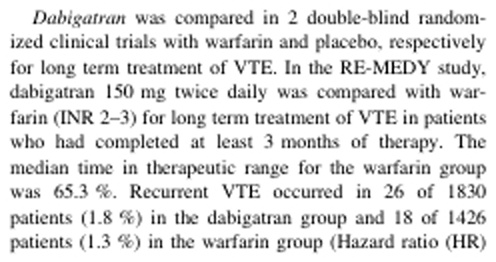 Dabigatran was compared in 2 double-blind random-
ized clinical trials with warfarin and placebo, respectively
for long term treatment of VTE. In the RE-MEDY study,
dabigatran 150 mg twice daily was compared with war-
farin (INR 2–3) for long term treatment of VTE in patients
who had completed at least 3 months of therapy. The
median time in therapeutic range for the warfarin group
was 65.3 %. Recurrent VTE occurred in 26 of 1830
patients (1.8 %) in the dabigatran group and 18 of 1426
patients (1.3 %) in the warfarin group (Hazard ratio (HR)